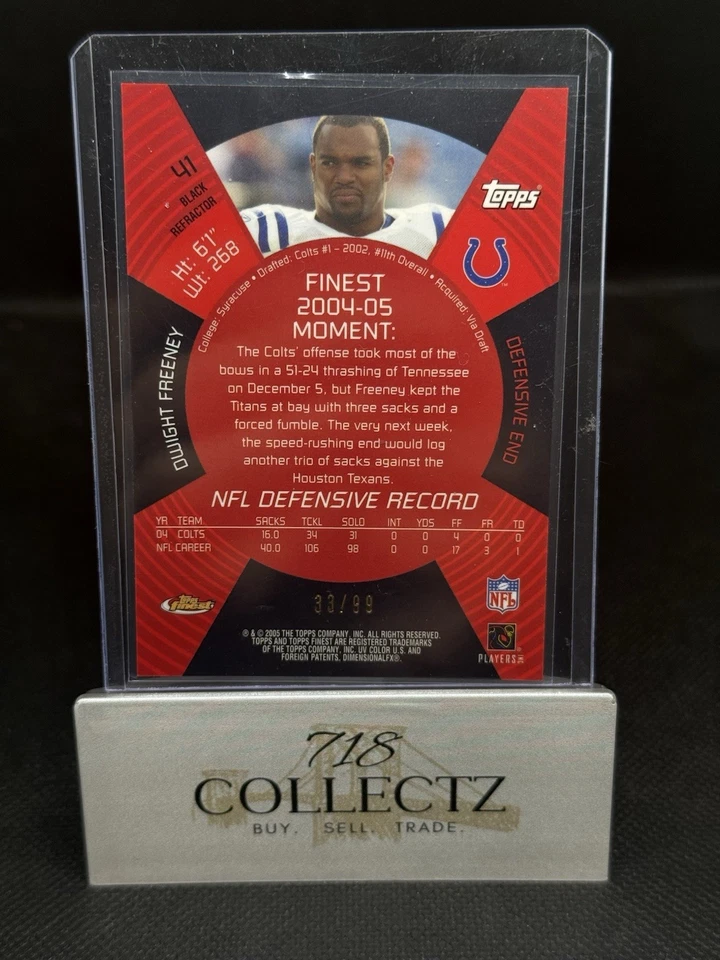 41
BLACK
REFRACTOR
Ht: 6'1"
Wt: 268
topps
College: Syracuse • Drafted: Colts #1 - 2002, #11th Overall • Acquired: Via Draft
DWIGHT FREENEY
DEFENSIVE END
FINEST
2004-05
MOMENT:
The Colts' offense took most of the
bows in a 51-24 thrashing of Tennessee
on December 5, but Freeney kept the
Titans at bay with three sacks and a
forced fumble. The very next week,
the speed-rushing end would log
another trio of sacks against the
Houston Texans.
NFL DEFENSIVE RECORD
YR TEAM SACKS TCKL SOLO INT YDS FF FR TD
04 COLTS 16.0 34 31 0 0 4 0 0
NFL CAREER 40.0 106 98 0 0 17 3 1
33/99
Topps
finest
NFL
® & © 2005 THE TOPPS COMPANY, INC. ALL RIGHTS RESERVED.
TOPPS AND TOPPS FINEST ARE REGISTERED TRADEMARKS
OF THE TOPPS COMPANY, INC. UV COLOR U.S. AND
FOREIGN PATENTS, DIMENSIONALFX®.
PLAYERS
718
COLLECTZ
BUY. SELL. TRADE.